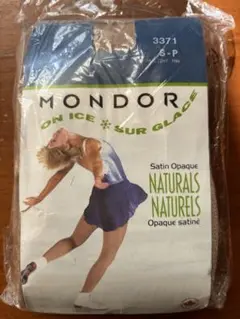 3371
S-P
MONDOR
ON ICE * SUR GLACE
Satin Opaque
NATURALS
NATURELS
Opaque satiné